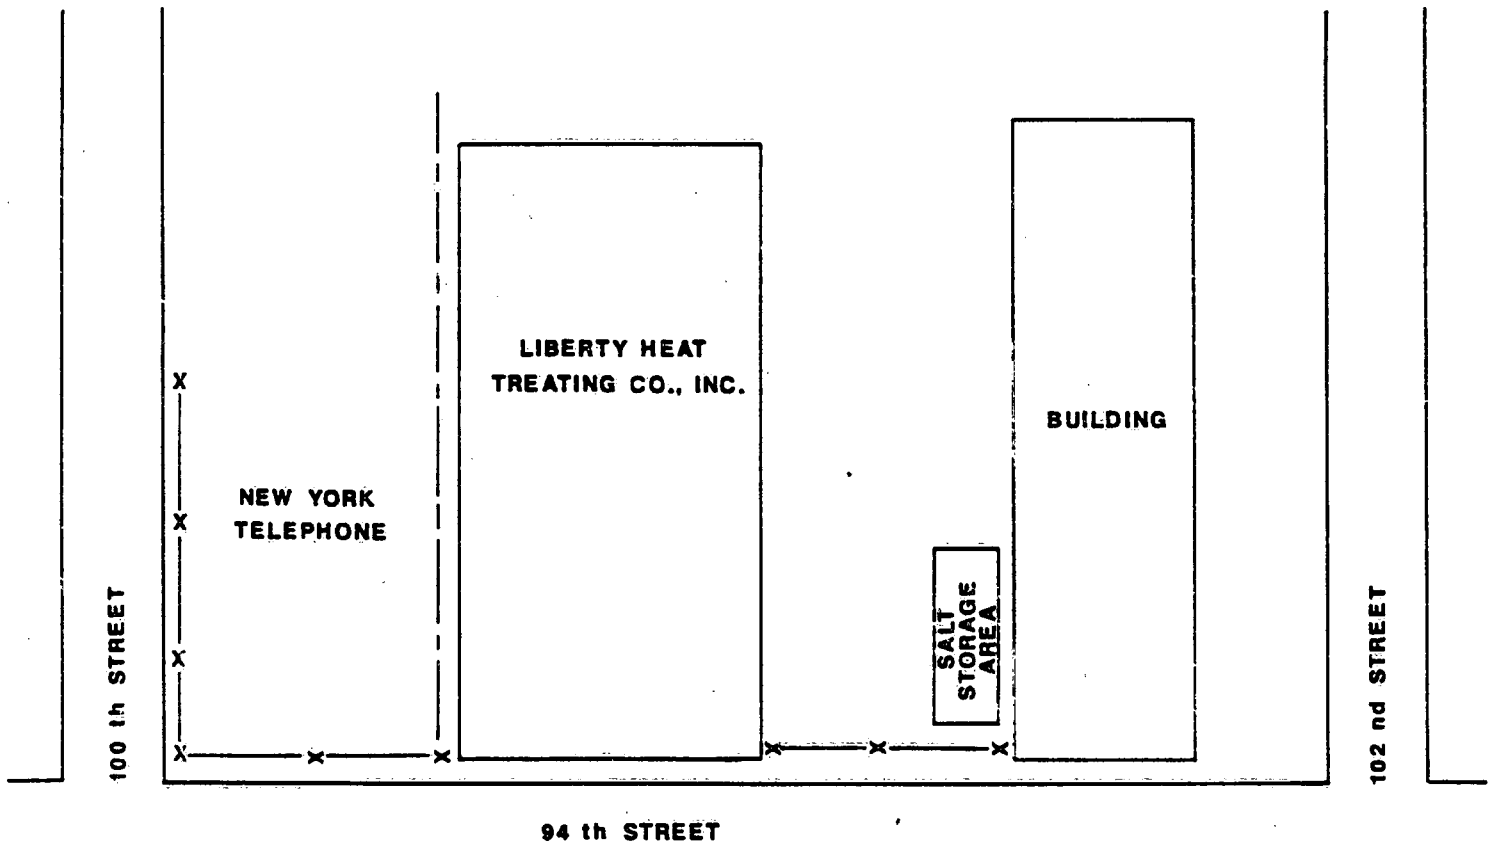 LIBERTY HEAT
TREATING CO., INC.
BUILDING
NEW YORK
TELEPHONE
SALT
STORAGE
AREA
100 th STREET
102 nd STREET
94 th STREET